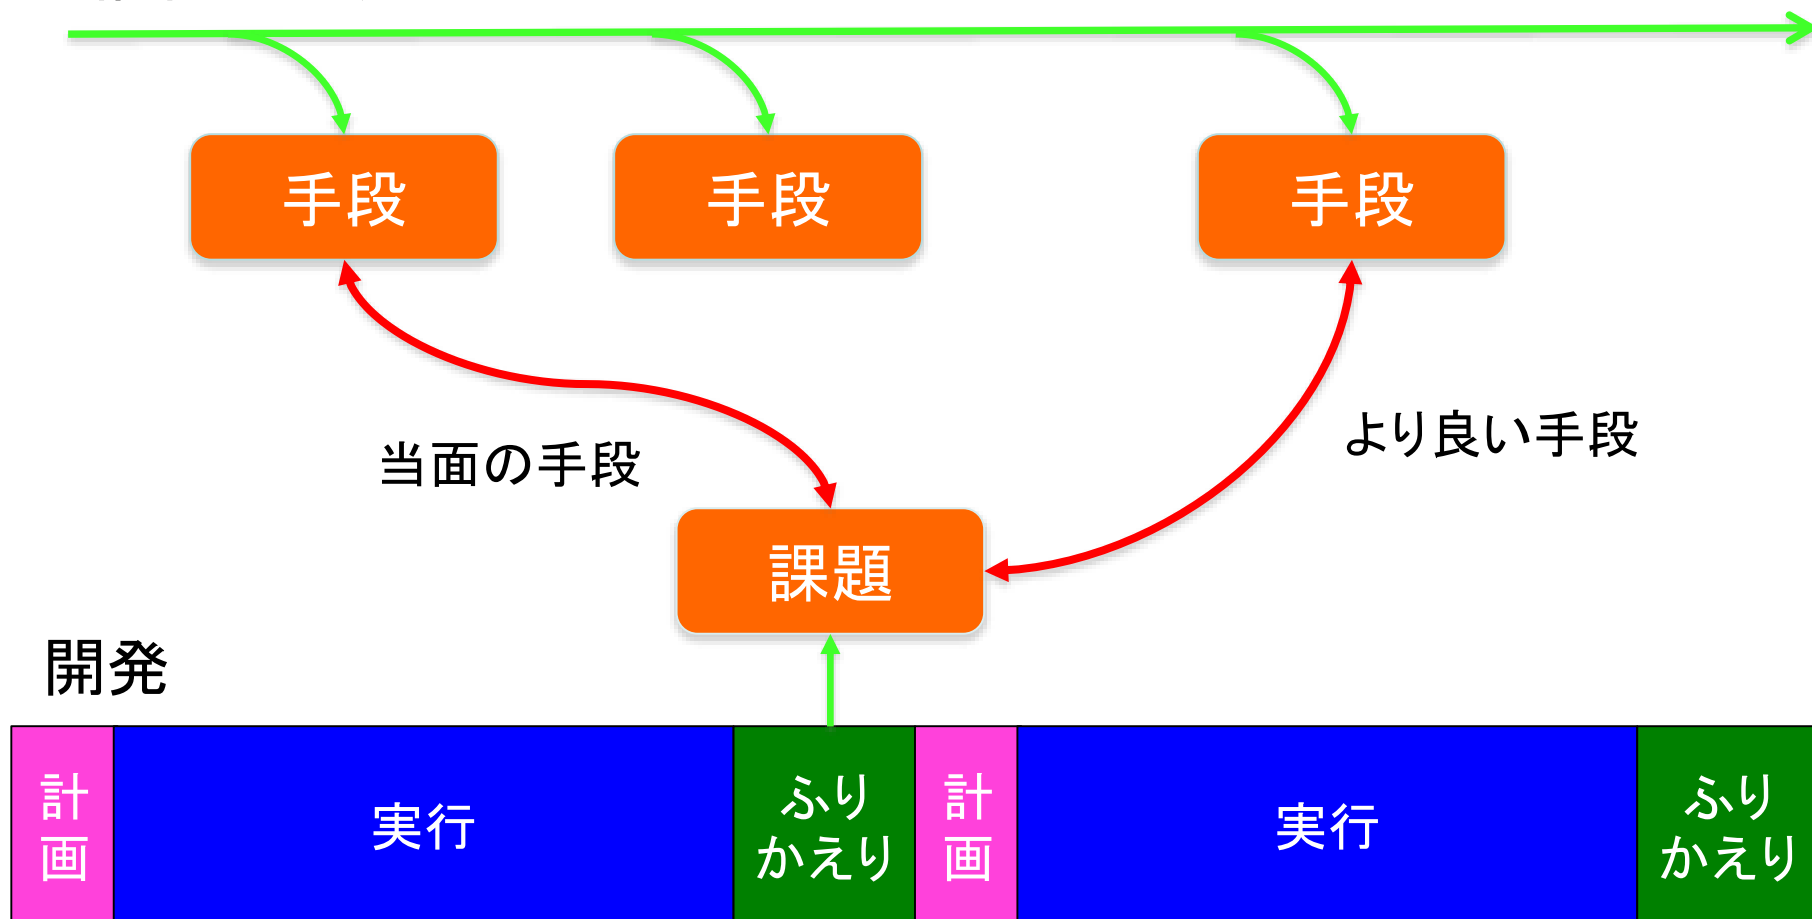 手段
手段
手段
当面の手段
より良い手段
課題
開発
計
画
実行
ふり
かえり
計
画
実行
ふり
かえり